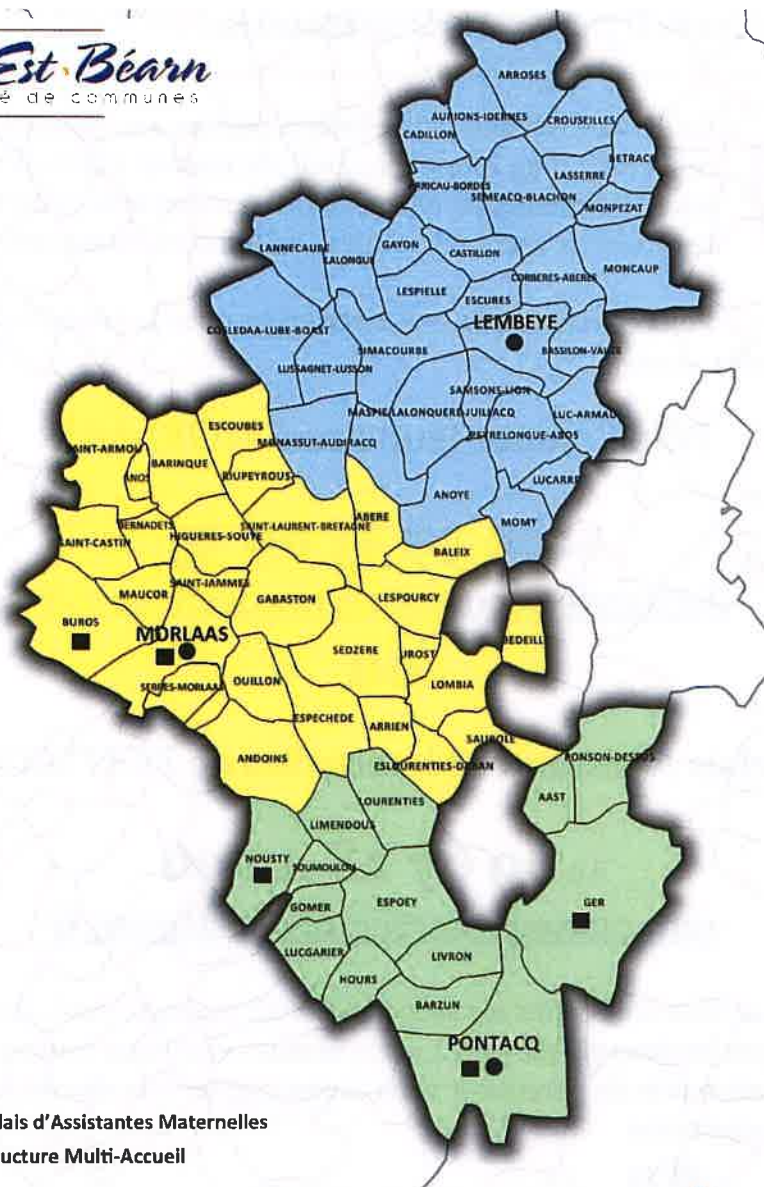 Est Béarn
é de communes
ARROSES
AURIONS-IDERNES
CROUSEILLES
CADILLON
BETRAC
LASSERRE
ARRICAU-BORDES
SEMEACQ-BLACHON
MONPEZAT
LANNECAUBE
LALONGUE
GAYON
CASTILLON
MONCAUP
CORBERES-ABERES
LESPIELLE
ESCURES
LEMBEYE
COSLEDAA-LUBE-BOAST
SIMACOURBE
BASSILON-VAUZE
LUSSAGNET-LUSSON
SAMSONS-LION
MASPIE-LALONQUERE-JUILLACQ
LUC-ARMAU
ESCOUBES
MONASSUT-AUDIRACQ
PEYRELONGUE-ABOS
SAINT-ARMOU
BARINQUE
ANOS
RIUPEYROUS
LUCARRE
ANOYE
ABERE
MOMY
BERNADETS
SAINT-LAURENT-BRETAGNE
HIGUERES-SOUYE
SAINT-CASTIN
BALEIX
SAINT-JAMMES
MAUCOR
GABASTON
LESPOURCY
BUROS
MORLAAS
BEDEILLE
SEDZERE
UROST
OUILLON
LOMBIA
SERRES-MORLAAS
ESPECHEDE
ARRIEN
SAUBOLE
ANDOINS
ESLOURENTIES-DABAN
PONSON-DESSUS
AAST
LOURENTIES
LIMENDOUS
NOUSTY
SOUMOULOU
ESPOEY
GER
GOMER
LUCGARIER
LIVRON
HOURS
BARZUN
PONTACQ
lais d'Assistantes Maternelles
ucture Multi-Accueil